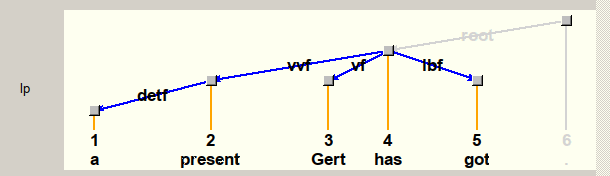 root
vvf vf lbf
lp
detf
1 2 3 4 5 6
a present Gert has got .